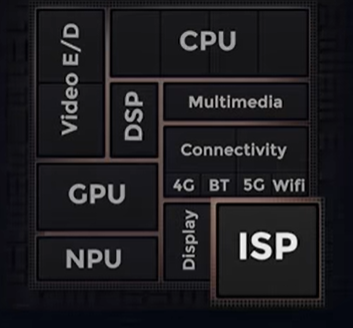 Video E/D
CPU
DSP
Multimedia
Connectivity
4G BT 5G Wifi
GPU
Display
ISP
NPU